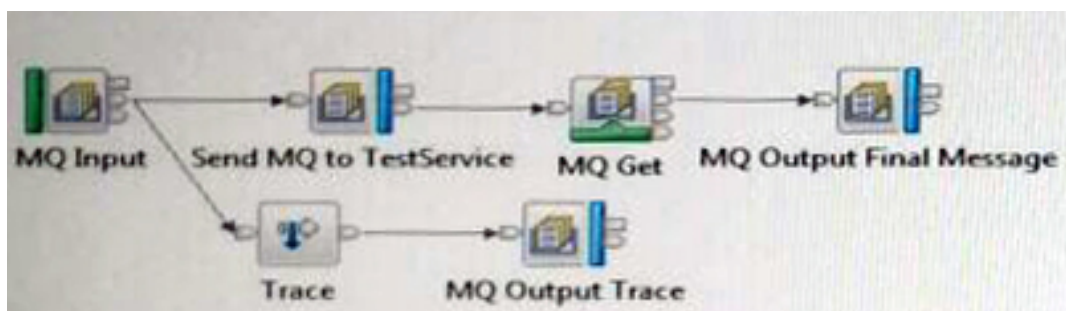 MQ Input
Send MQ to TestService
MQ Get
MQ Output Final Message
Trace
MQ Output Trace